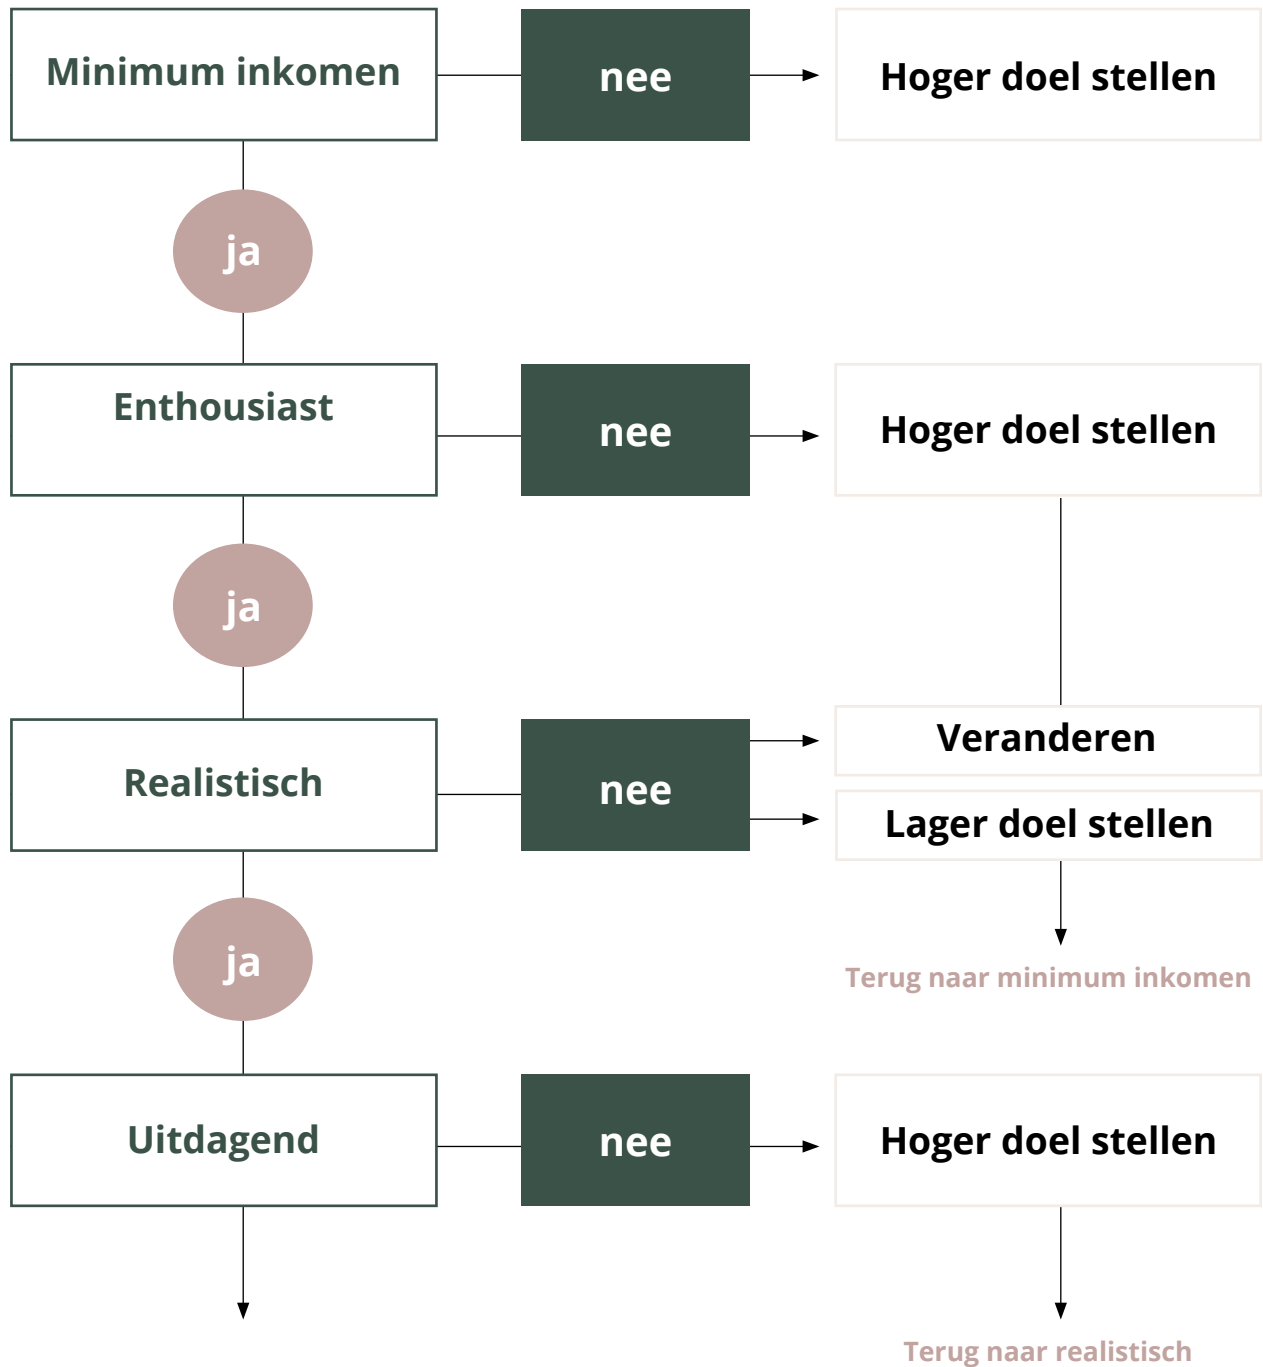 Minimum inkomen
nee
Hoger doel stellen
ja
Enthousiast
nee
Hoger doel stellen
ja
Realistisch
nee
Veranderen
Lager doel stellen
ja
Terug naar minimum inkomen
Uitdagend
nee
Hoger doel stellen
Terug naar realistisch